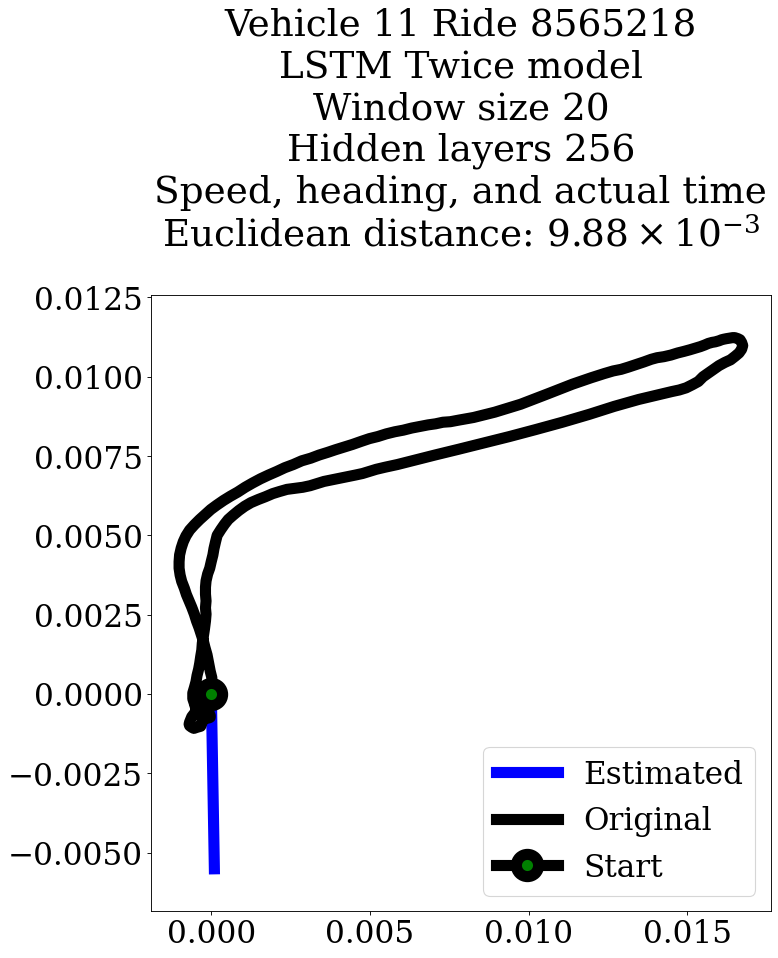 Vehicle 11 Ride 8565218
LSTM Twice model
Window size 20
Hidden layers 256
Speed, heading, and actual time
Euclidean distance: 9.88 × 10⁻³
0.0125
0.0100
0.0075
0.0050
0.0025
0.0000
−0.0025
−0.0050
Estimated
Original
Start
0.000 0.005 0.010 0.015